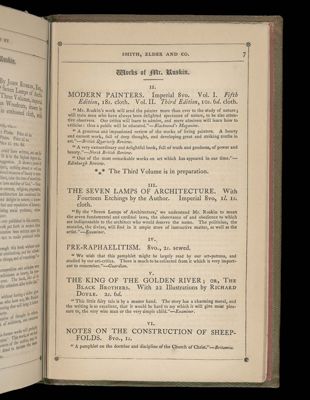 SMITH, ELDER AND CO. 7
Works of Mr. Ruskin.
II.
MODERN PAINTERS. Imperial 8vo. Vol. I. Fifth
Edition, 18s. cloth. Vol. II. Third Edition, 10s. 6d. cloth.
"Mr. Ruskin's work will send the painter more than ever to the study of nature;
will train men who have always been delighted spectators of nature, to be also atten-
tive observers. Our critics will learn to admire, and mere admirers will learn how to
criticise: thus a public will be educated."—Blackwood's Magazine.
"A generous and impassioned review of the works of living painters. A hearty
and earnest work, full of deep thought, and developing great and striking truths in
art."—British Quarterly Review.
"A very extraordinary and delightful book, full of truth and goodness, of power and
beauty."—North British Review.
"One of the most remarkable works on art which has appeared in our time."—
Edinburgh Review.
*** The Third Volume is in preparation.
III.
THE SEVEN LAMPS OF ARCHITECTURE. With
Fourteen Etchings by the Author. Imperial 8vo, 1l. 1s.
cloth.
"By the 'Seven Lamps of Architecture,' we understand Mr. Ruskin to mean
the seven fundamental and cardinal laws, the observance of and obedience to which
are indispensable to the architect who would deserve the name. The politician, the
moralist, the divine, will find in it ample store of instructive matter, as well as the
artist."—Examiner.
IV.
PRE-RAPHAELITISM. 8vo., 2s. sewed.
"We wish that this pamphlet might be largely read by our art-patrons, and
studied by our art-critics. There is much to be collected from it which is very import-
ant to remember."—Guardian.
V.
THE KING OF THE GOLDEN RIVER; OR, THE
BLACK BROTHERS. With 22 Illustrations by RICHARD
DOYLE. 2s. 6d.
"This little fairy tale is by a master hand. The story has a charming moral, and
the writing is so excellent, that it would be hard to say which it will give most plea-
sure to, the very wise man or the very simple child."—Examiner.
VI.
NOTES ON THE CONSTRUCTION OF SHEEP-
FOLDS. 8vo., 1s.
"A pamphlet on the doctrine and discipline of the Church of Christ."—Britannia.